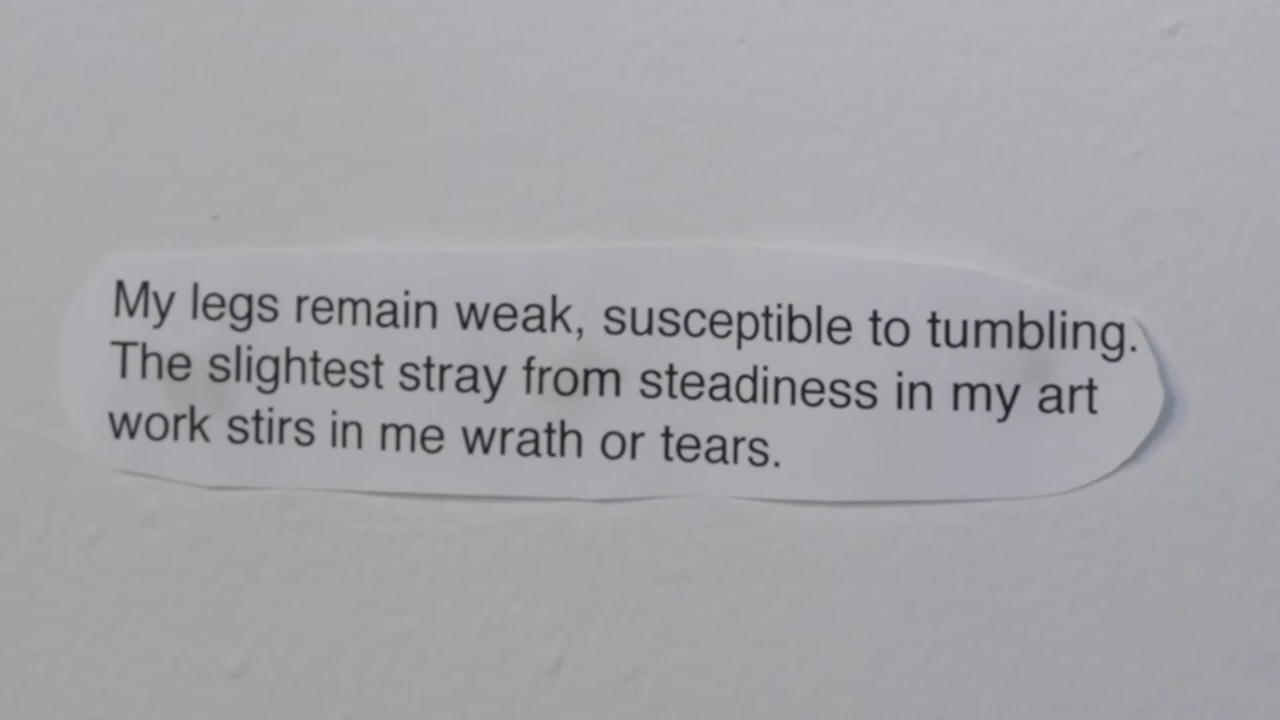 My legs remain weak, susceptible to tumbling.
The slightest stray from steadiness in my art
work stirs in me wrath or tears.